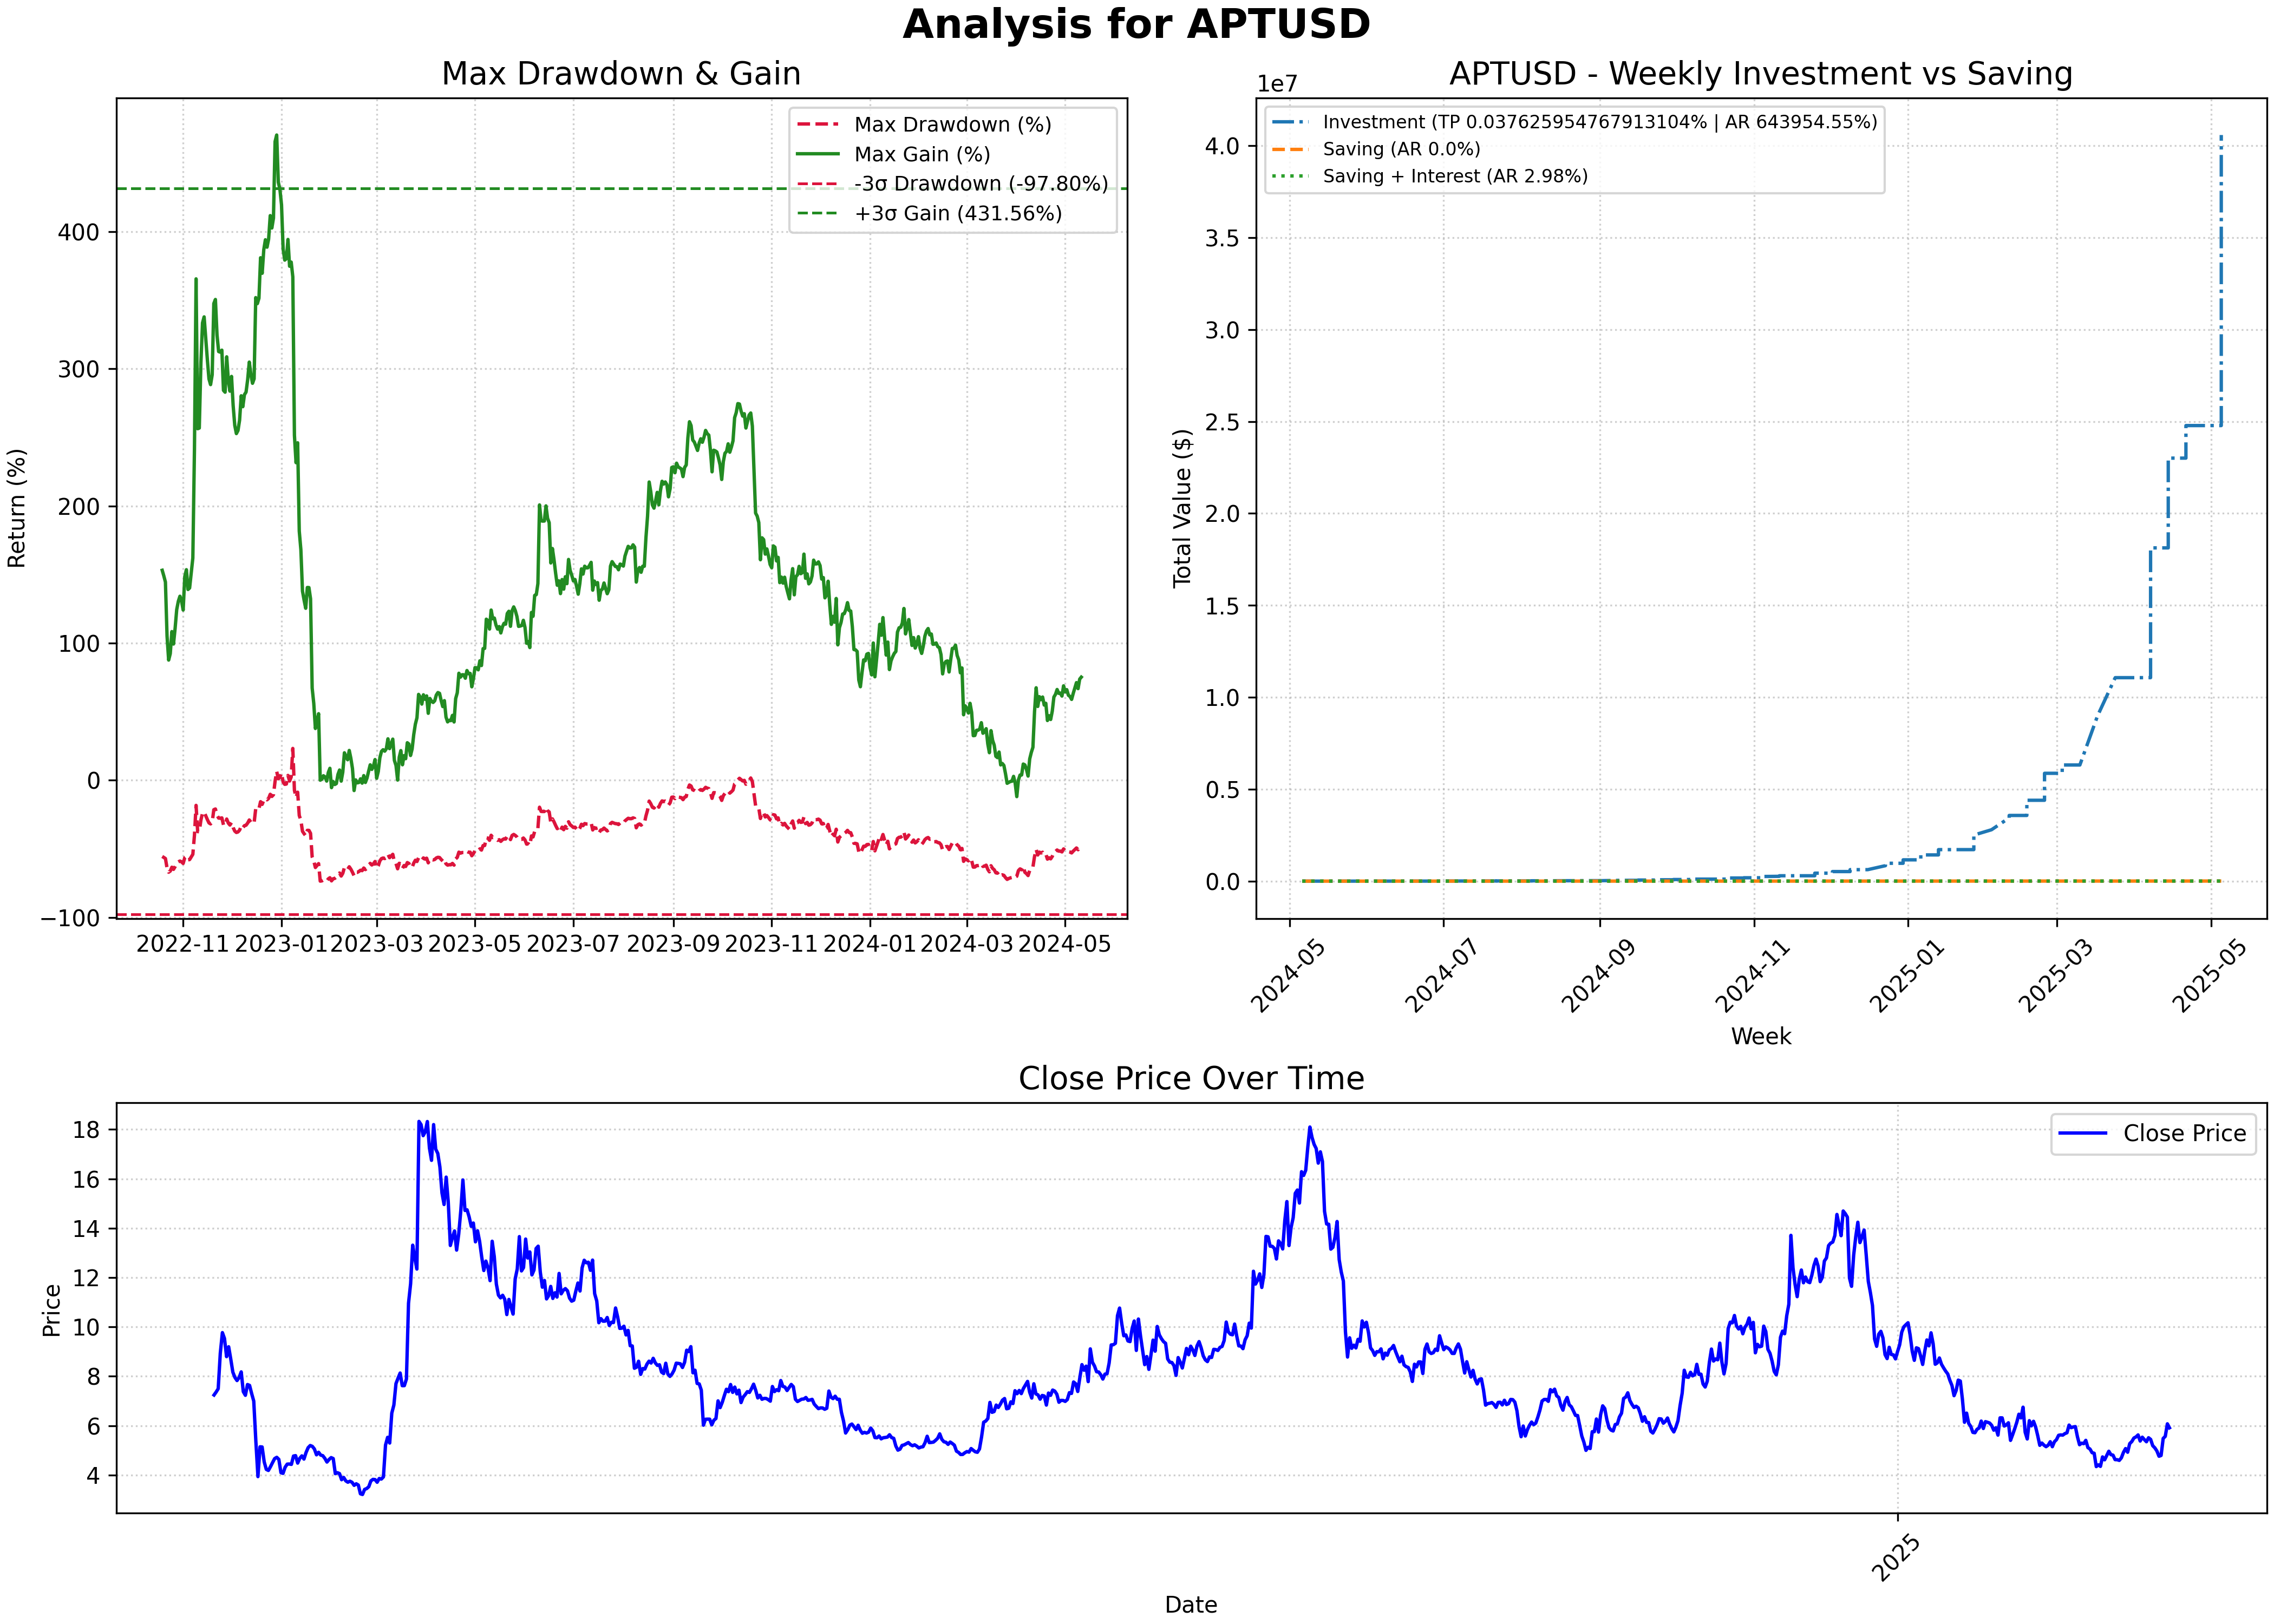 Analysis for APTUSD
Max Drawdown & Gain
Return (%)
400
300
200
100
0
−100
Max Drawdown (%)
Max Gain (%)
-3σ Drawdown (-97.80%)
+3σ Gain (431.56%)
2022-11 2023-01 2023-03 2023-05 2023-07 2023-09 2023-11 2024-01 2024-03 2024-05
APTUSD - Weekly Investment vs Saving
1e7
Total Value ($)
4.0
3.5
3.0
2.5
2.0
1.5
1.0
0.5
0.0
Investment (TP 0.037625954767913104% | AR 643954.55%)
Saving (AR 0.0%)
Saving + Interest (AR 2.98%)
2024-05 2024-07 2024-09 2024-11 2025-01 2025-03 2025-05
Week
Close Price Over Time
Price
18
16
14
12
10
8
6
4
Close Price
2025
Date